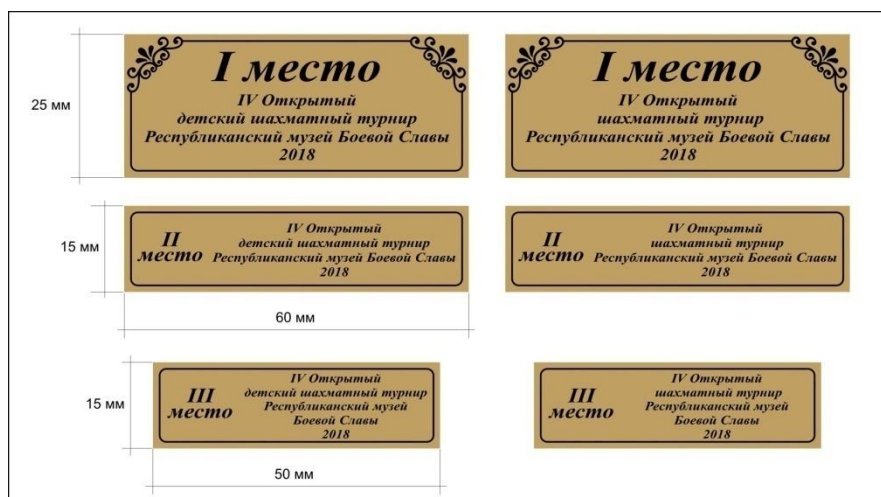 25 мм
I место
IV Открытый
детский шахматный турнир
Республиканский музей Боевой Славы
2018
I место
IV Открытый
шахматный турнир
Республиканский музей Боевой Славы
2018
15 мм
II
место
IV Открытый
детский шахматный турнир
Республиканский музей Боевой Славы
2018
II
место
IV Открытый
шахматный турнир
Республиканский музей Боевой Славы
2018
60 мм
15 мм
III
место
IV Открытый
детский шахматный турнир
Республиканский музей
Боевой Славы
2018
III
место
IV Открытый
шахматный турнир
Республиканский музей
Боевой Славы
2018
50 мм